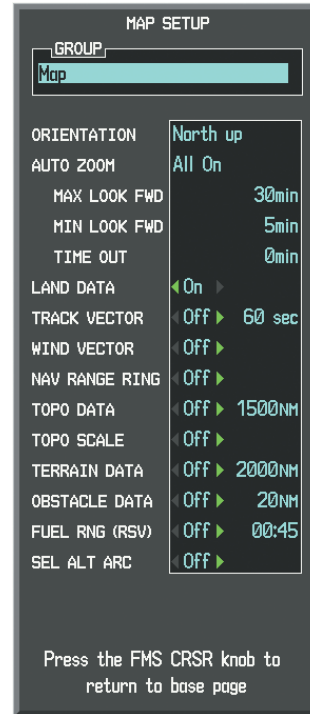 MAP SETUP
GROUP
Map
ORIENTATION North up
AUTO ZOOM All On
MAX LOOK FWD 30min
MIN LOOK FWD 5min
TIME OUT 0min
LAND DATA On
TRACK VECTOR Off 60 sec
WIND VECTOR Off
NAV RANGE RING Off
TOPO DATA Off 1500NM
TOPO SCALE Off
TERRAIN DATA Off 2000NM
OBSTACLE DATA Off 20NM
FUEL RNG (RSV) Off 00:45
SEL ALT ARC Off
Press the FMS CRSR knob to
return to base page